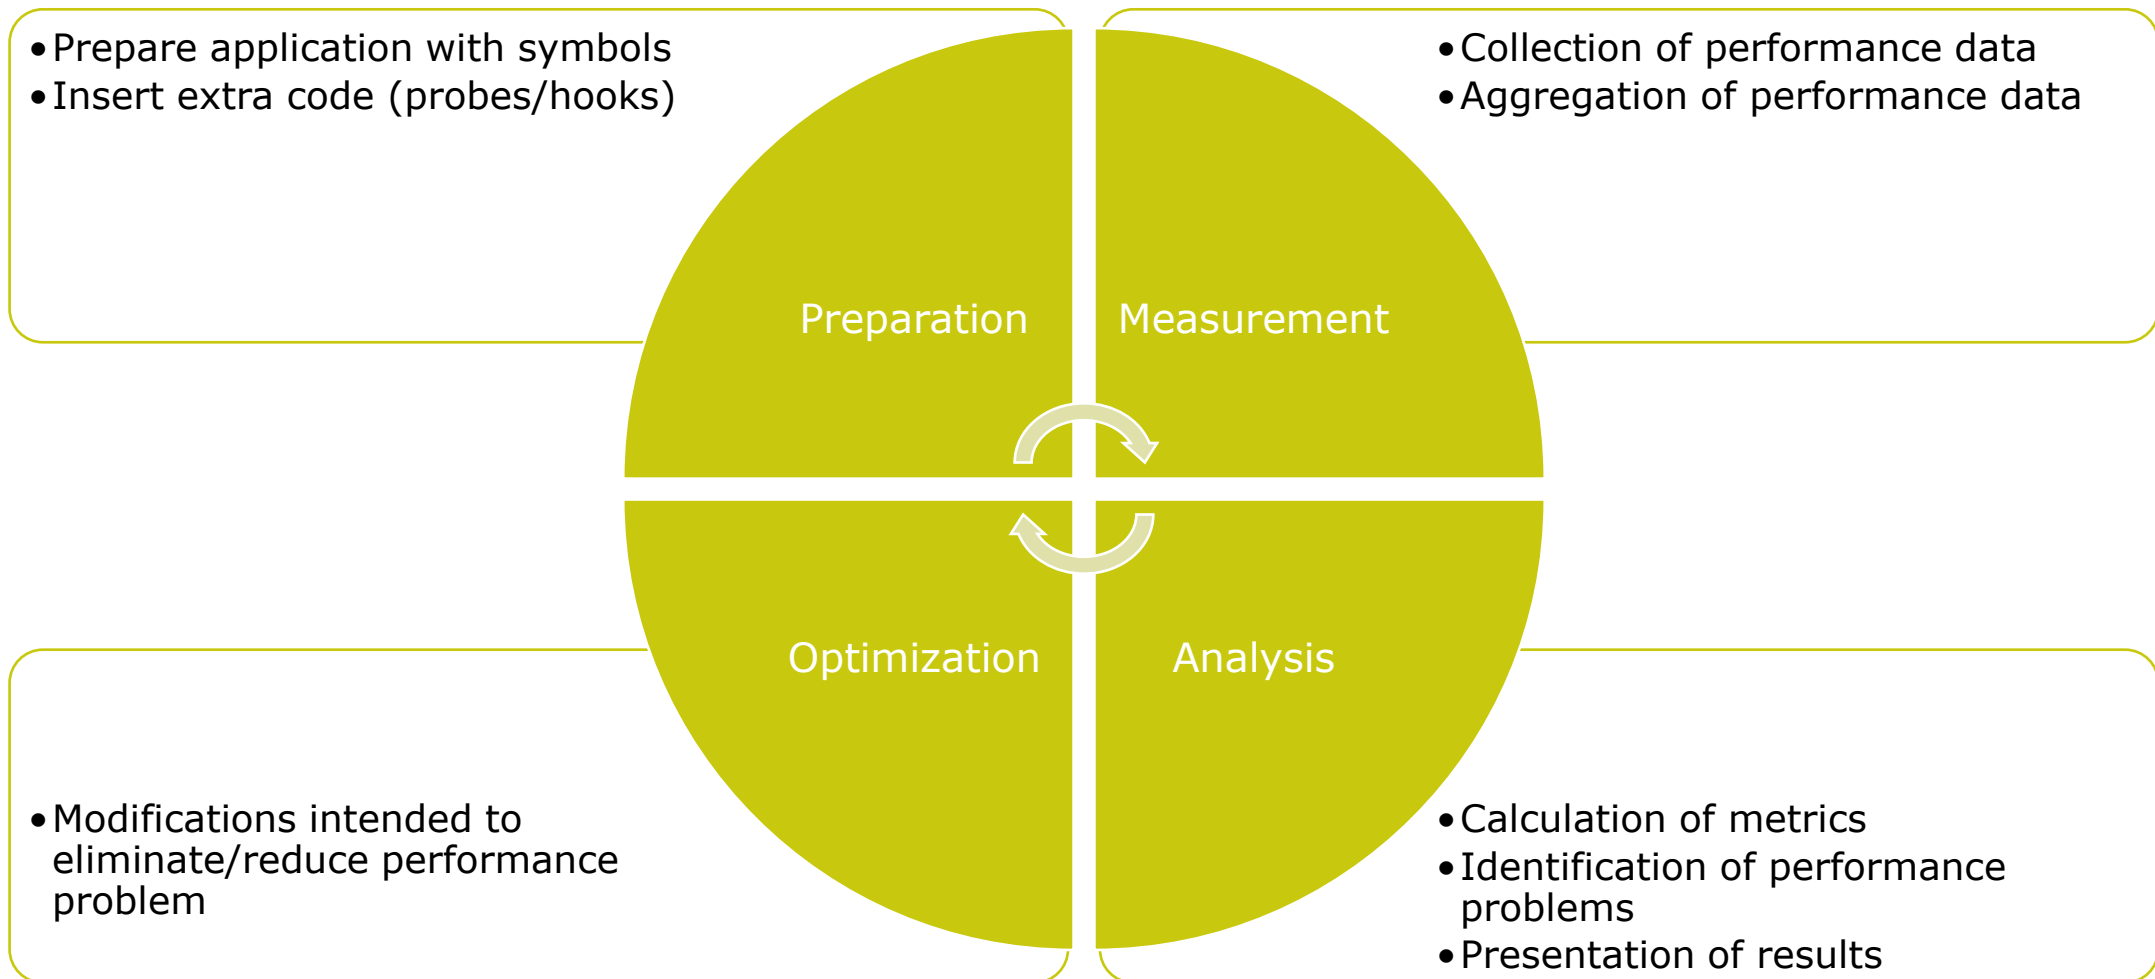 •Prepare application with symbols
•Insert extra code (probes/hooks)
•Collection of performance data
•Aggregation of performance data
Preparation
Measurement
Optimization
Analysis
•Modifications intended to
eliminate/reduce performance
problem
•Calculation of metrics
•Identification of performance
problems
•Presentation of results